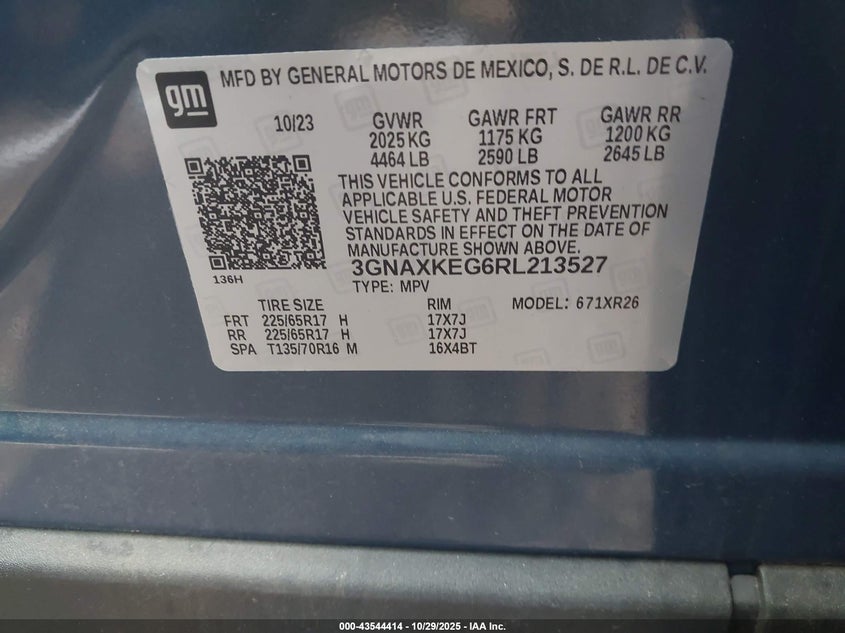 gm
MFD BY GENERAL MOTORS DE MEXICO, S. DE R.L. DE C.V.
10/23 GVWR GAWR FRT GAWR RR
2025 KG 1175 KG 1200 KG
4464 LB 2590 LB 2645 LB
THIS VEHICLE CONFORMS TO ALL
APPLICABLE U.S. FEDERAL MOTOR
VEHICLE SAFETY AND THEFT PREVENTION
STANDARDS IN EFFECT ON THE DATE OF
MANUFACTURE SHOWN ABOVE.
136H
3GNAXKEG6RL213527
TYPE: MPV
TIRE SIZE RIM MODEL: 671XR26
FRT 225/65R17 H 17X7J
RR 225/65R17 H 17X7J
SPA T135/70R16 M 16X4BT
000-43544414 - 10/29/2025 - IAA Inc.